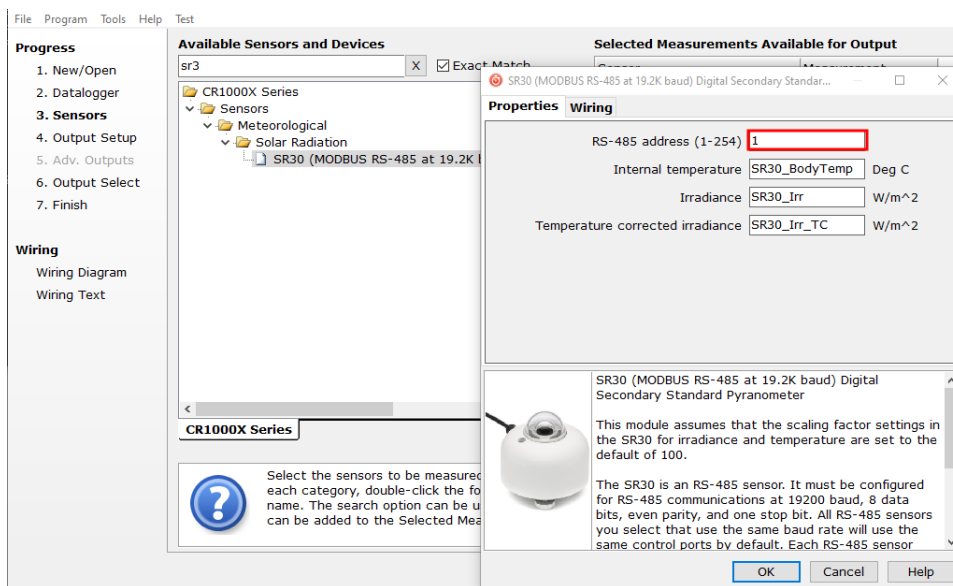 File Program Tools Help Test
Progress
1. New/Open
2. Datalogger
3. Sensors
4. Output Setup
5. Adv. Outputs
6. Output Select
7. Finish
Wiring
Wiring Diagram
Wiring Text
Available Sensors and Devices
sr3 X Exact Match
CR1000X Series
Sensors
Meteorological
Solar Radiation
SR30 (MODBUS RS-485 at 19.2K
CR1000X Series
Select the sensors to be measured
each category, double-click the fo
name. The search option can be u
can be added to the Selected Mea
Selected Measurements Available for Output
SR30 (MODBUS RS-485 at 19.2K baud) Digital Secondary Standar...
Properties Wiring
RS-485 address (1-254) 1
Internal temperature SR30_BodyTemp Deg C
Irradiance SR30_Irr W/m^2
Temperature corrected irradiance SR30_Irr_TC W/m^2
SR30 (MODBUS RS-485 at 19.2K baud) Digital
Secondary Standard Pyranometer
This module assumes that the scaling factor settings in
the SR30 for irradiance and temperature are set to the
default of 100.
The SR30 is an RS-485 sensor. It must be configured
for RS-485 communications at 19200 baud, 8 data
bits, even parity, and one stop bit. All RS-485 sensors
you select that use the same baud rate will use the
same control ports by default. Each RS-485 sensor
OK Cancel Help